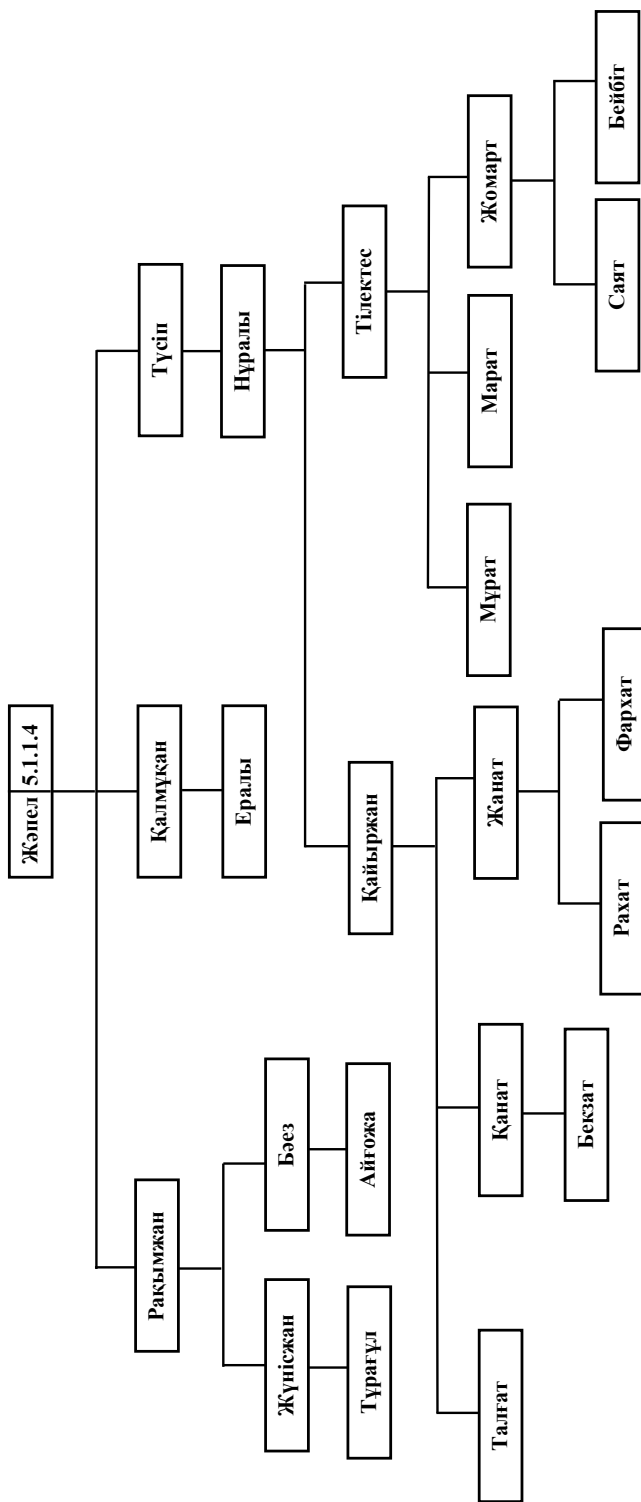 Жәпел 5.1.1.4
Рақымжан
Қалмұқан
Түсіп
Жүнісжан
Бәез
Ералы
Нұралы
Тұрағұл
Айғожа
Қайыржан
Тілектес
Талғат
Қанат
Жанат
Мұрат
Марат
Жомарт
Бекзат
Рахат
Фархат
Саят
Бейбіт